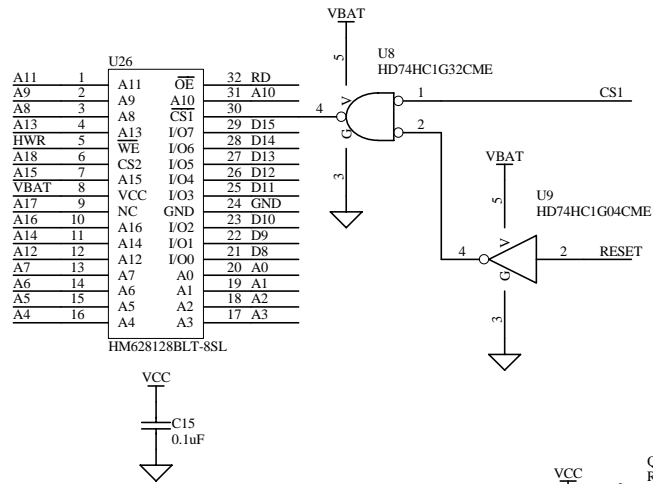 VBAT
U8
HD74HC1G32CME
5
V
G
4
1
2
3
CS1
U26
A11 1 A11 OE 32 RD
A9 2 A9 A10 31 A10
A8 3 A8 CS1 30
A13 4 A13 I/O7 29 D15
HWR 5 WE I/O6 28 D14
A18 6 CS2 I/O5 27 D13
A15 7 A15 I/O4 26 D12
VBAT 8 VCC I/O3 25 D11
A17 9 NC GND 24 GND
A16 10 A16 I/O2 23 D10
A14 11 A14 I/O1 22 D9
A12 12 A12 I/O0 21 D8
A7 13 A7 A0 20 A0
A6 14 A6 A1 19 A1
A5 15 A5 A2 18 A2
A4 16 A4 A3 17 A3
HM628128BLT-8SL
VBAT
U9
HD74HC1G04CME
5
V
G
4
2
RESET
3
VCC
C15
0.1uF
VCC